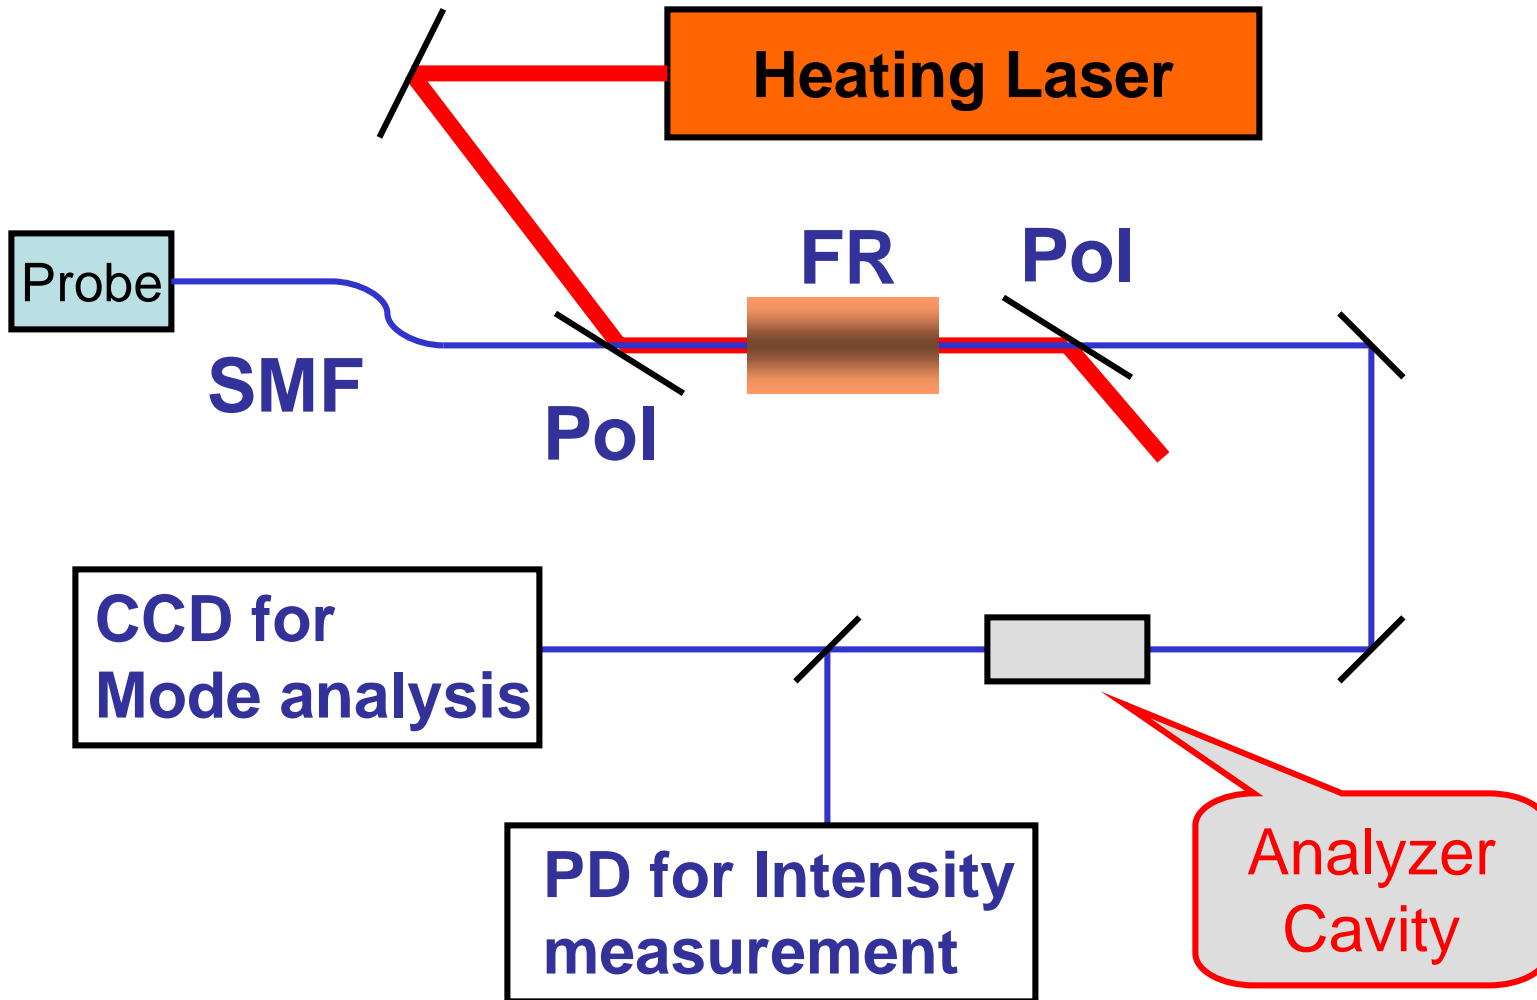 Heating Laser
Probe
FR
Pol
SMF
Pol
CCD for
Mode analysis
PD for Intensity
measurement
Analyzer
Cavity